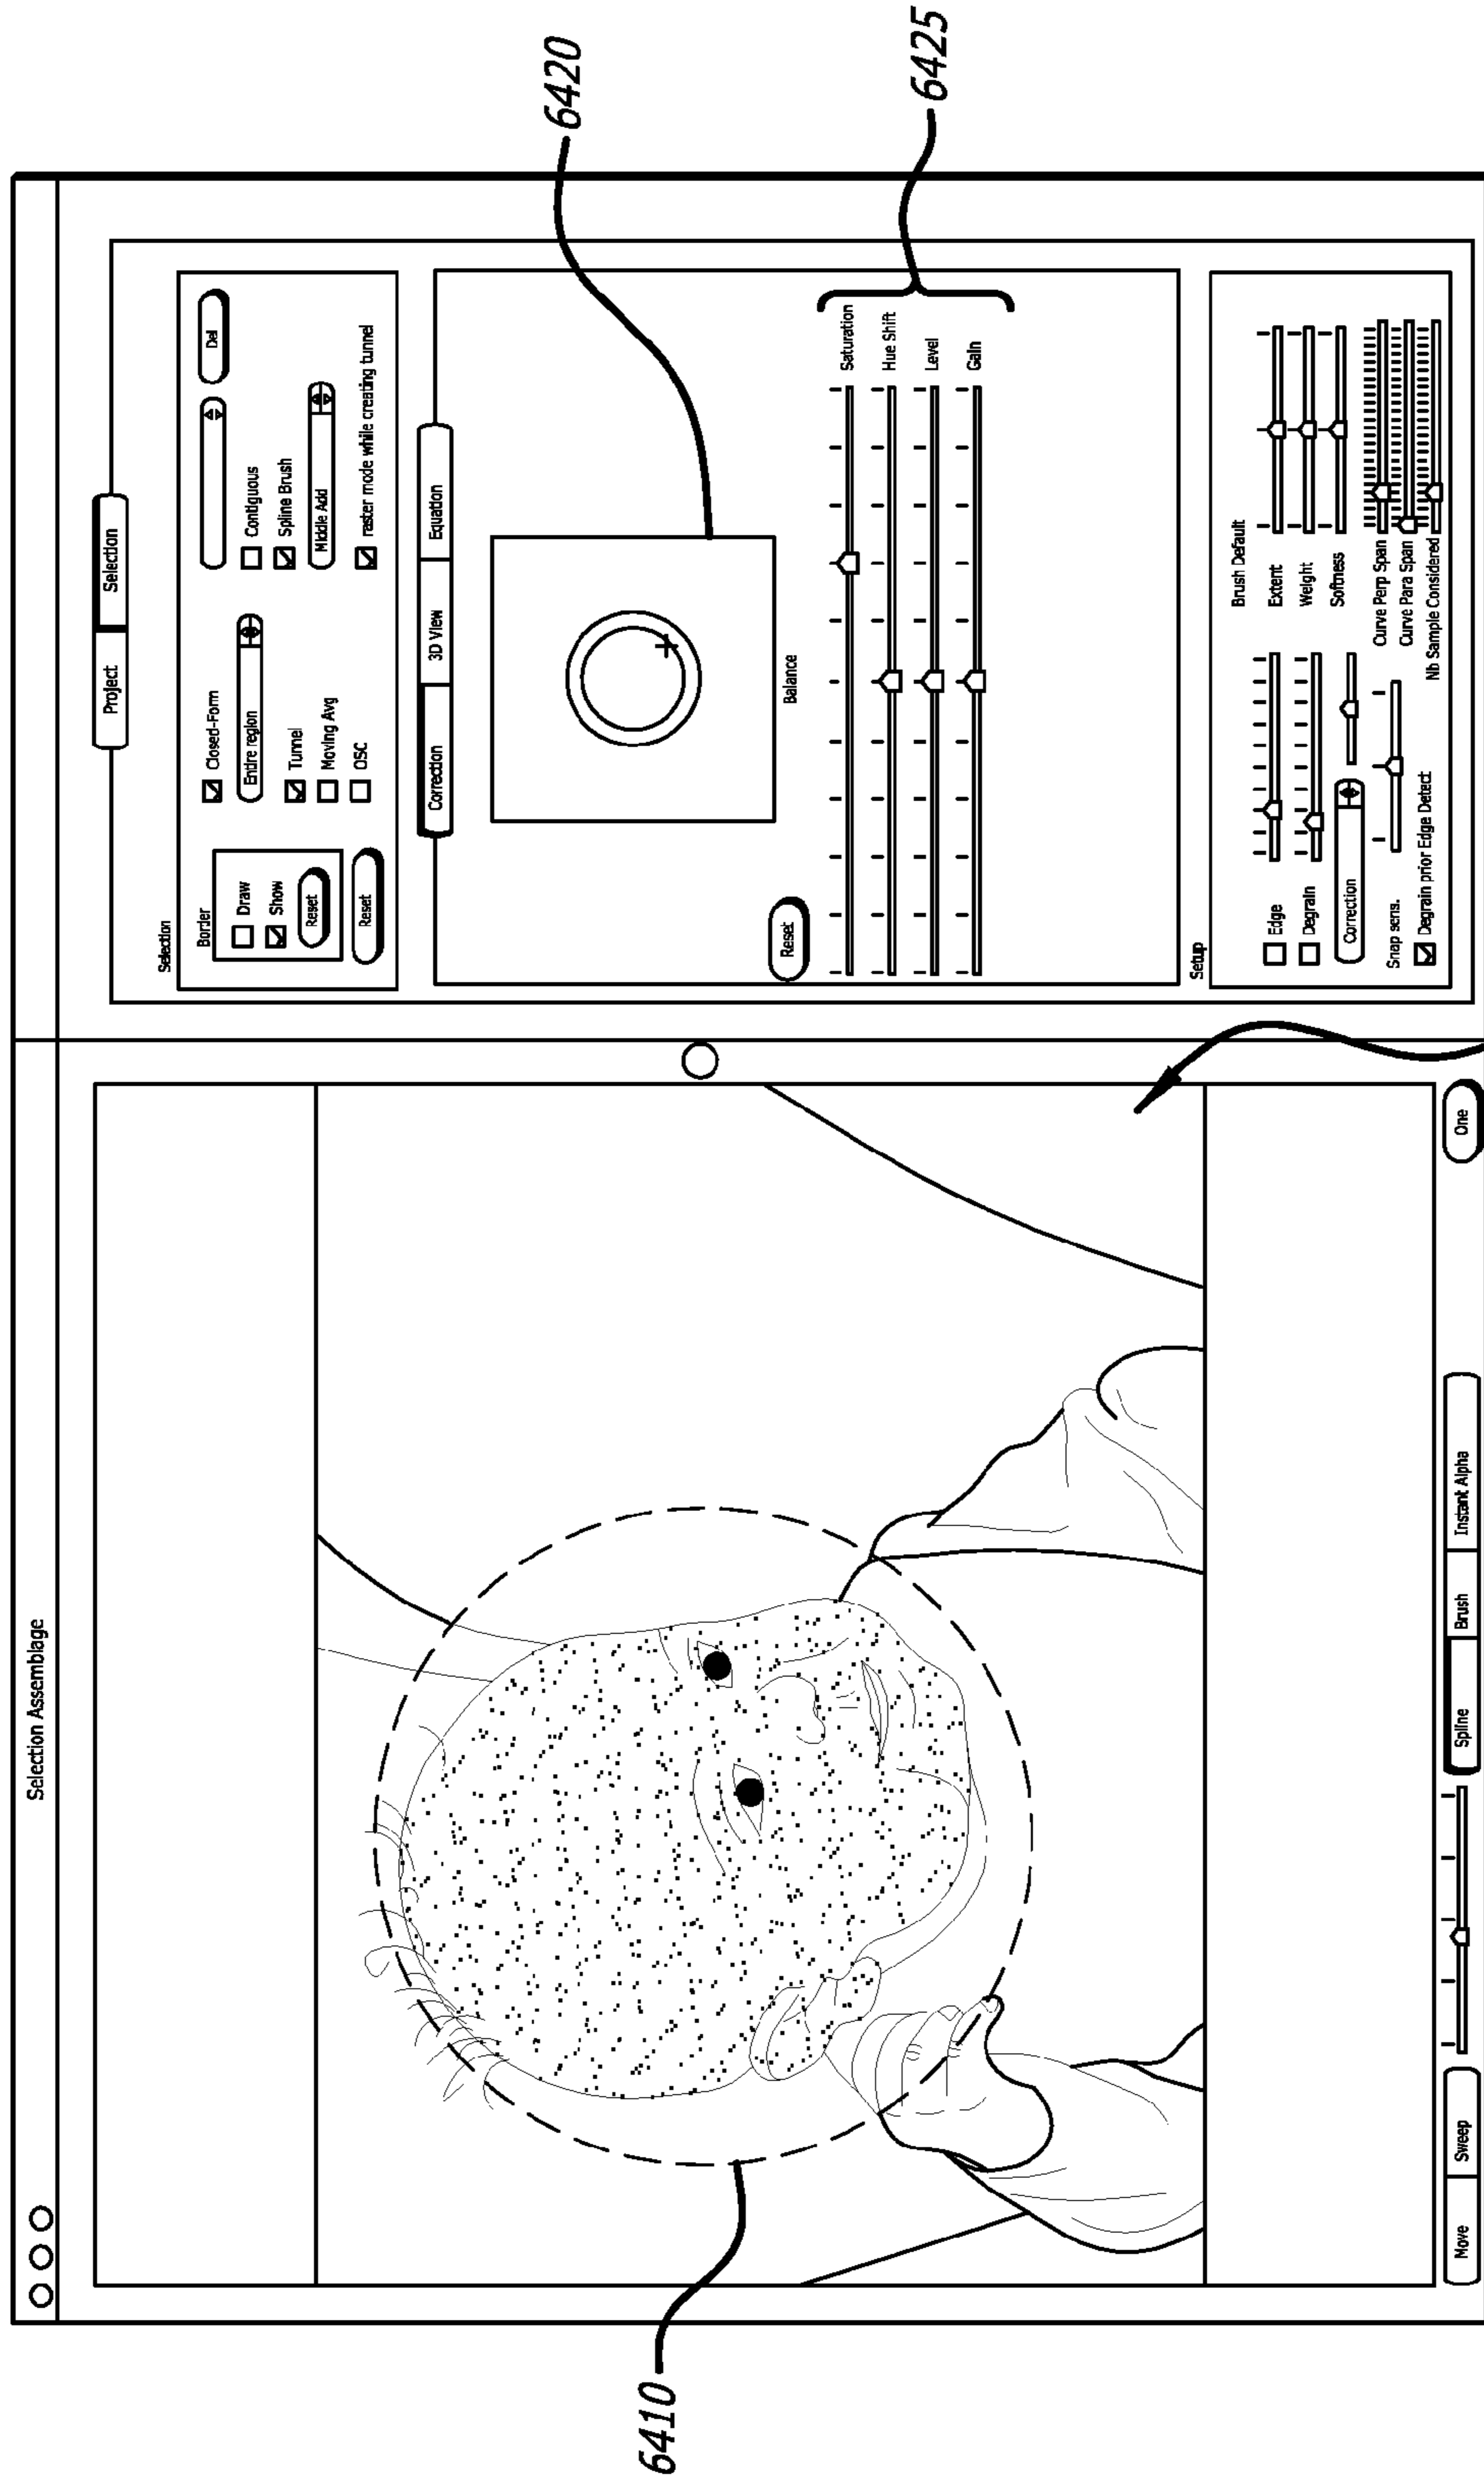 Selection Assemblage
Project Selection
Selection
Border
Draw
Show
Reset
Reset
Closed-Form
Entire region
Tunnel
Moving Avg
OSC
Del
Contiguous
Spline Brush
Middle Add
raster mode while creating tunnel
Correction 3D View Equation
6420
Reset
Balance
Saturation
Hue Shift
Level
Gain
6425
6410
Setup
Edge
Degrain
Correction
Snap sens.
Degrain prior Edge Detect
Brush Default
Extent
Weight
Softness
Curve Perp Span
Curve Para Span
Nb Sample Considered
Move Sweep Spline Brush Instant Alpha One